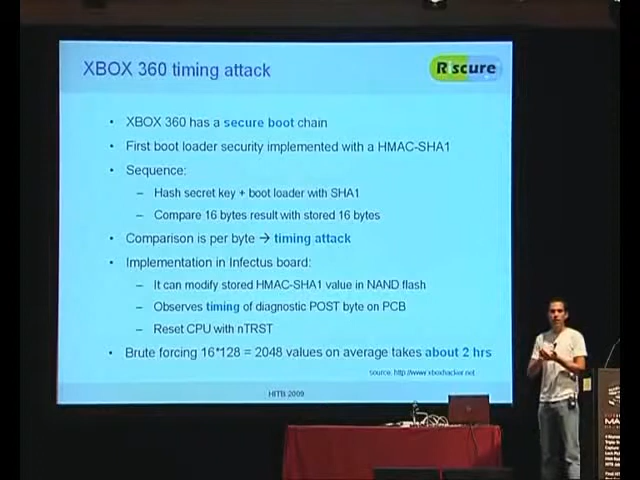 XBOX 360 timing attack
Riscure
• XBOX 360 has a secure boot chain
• First boot loader security implemented with a HMAC-SHA1
• Sequence:
– Hash secret key + boot loader with SHA1
– Compare 16 bytes result with stored 16 bytes
• Comparison is per byte → timing attack
• Implementation in Infectus board:
– It can modify stored HMAC-SHA1 value in NAND flash
– Observes timing of diagnostic POST byte on PCB
– Reset CPU with nTRST
• Brute forcing 16*128 = 2048 values on average takes about 2 hrs
source: http://www.xboxhacker.net
HITB 2009